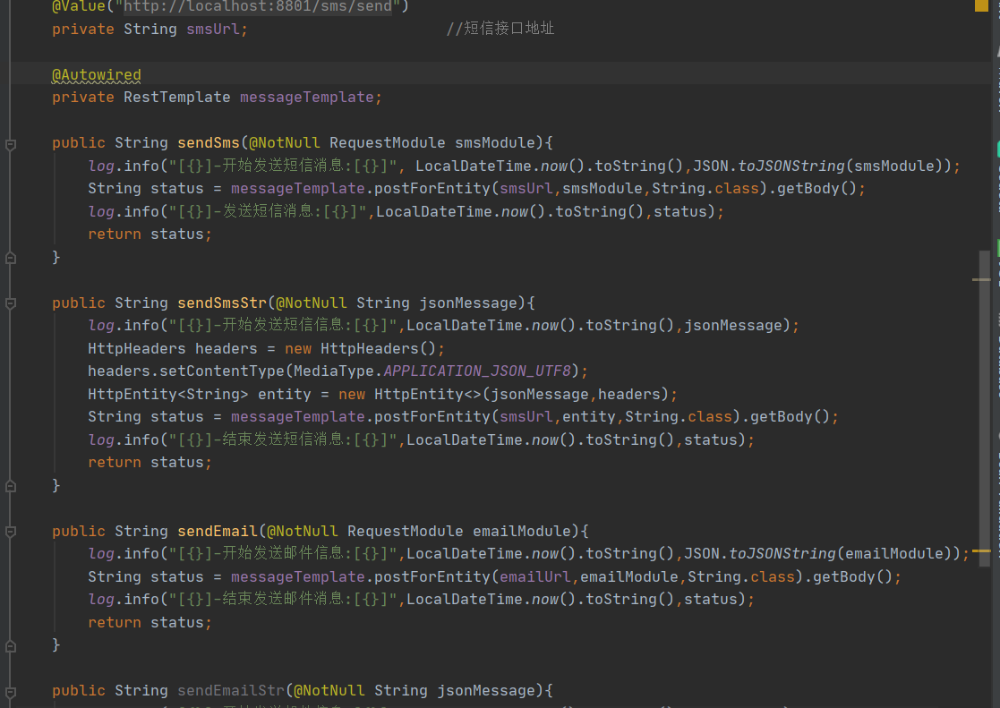 @Value("http://localhost:8801/sms/send")
private String smsUrl; //短信接口地址
@Autowired
private RestTemplate messageTemplate;
public String sendSms(@NotNull RequestModule smsModule){
log.info("[{}]-开始发送短信消息:[{}]", LocalDateTime.now().toString(),JSON.toJSONString(smsModule));
String status = messageTemplate.postForEntity(smsUrl,smsModule,String.class).getBody();
log.info("[{}]-发送短信消息:[{}]",LocalDateTime.now().toString(),status);
return status;
}
public String sendSmsStr(@NotNull String jsonMessage){
log.info("[{}]-开始发送短信信息:[{}]",LocalDateTime.now().toString(),jsonMessage);
HttpHeaders headers = new HttpHeaders();
headers.setContentType(MediaType.APPLICATION_JSON_UTF8);
HttpEntity<String> entity = new HttpEntity<>(jsonMessage,headers);
String status = messageTemplate.postForEntity(smsUrl,entity,String.class).getBody();
log.info("[{}]-结束发送短信消息:[{}]",LocalDateTime.now().toString(),status);
return status;
}
public String sendEmail(@NotNull RequestModule emailModule){
log.info("[{}]-开始发送邮件信息:[{}]",LocalDateTime.now().toString(),JSON.toJSONString(emailModule));
String status = messageTemplate.postForEntity(emailUrl,emailModule,String.class).getBody();
log.info("[{}]-结束发送邮件消息:[{}]",LocalDateTime.now().toString(),status);
return status;
}
public String sendEmailStr(@NotNull String jsonMessage){